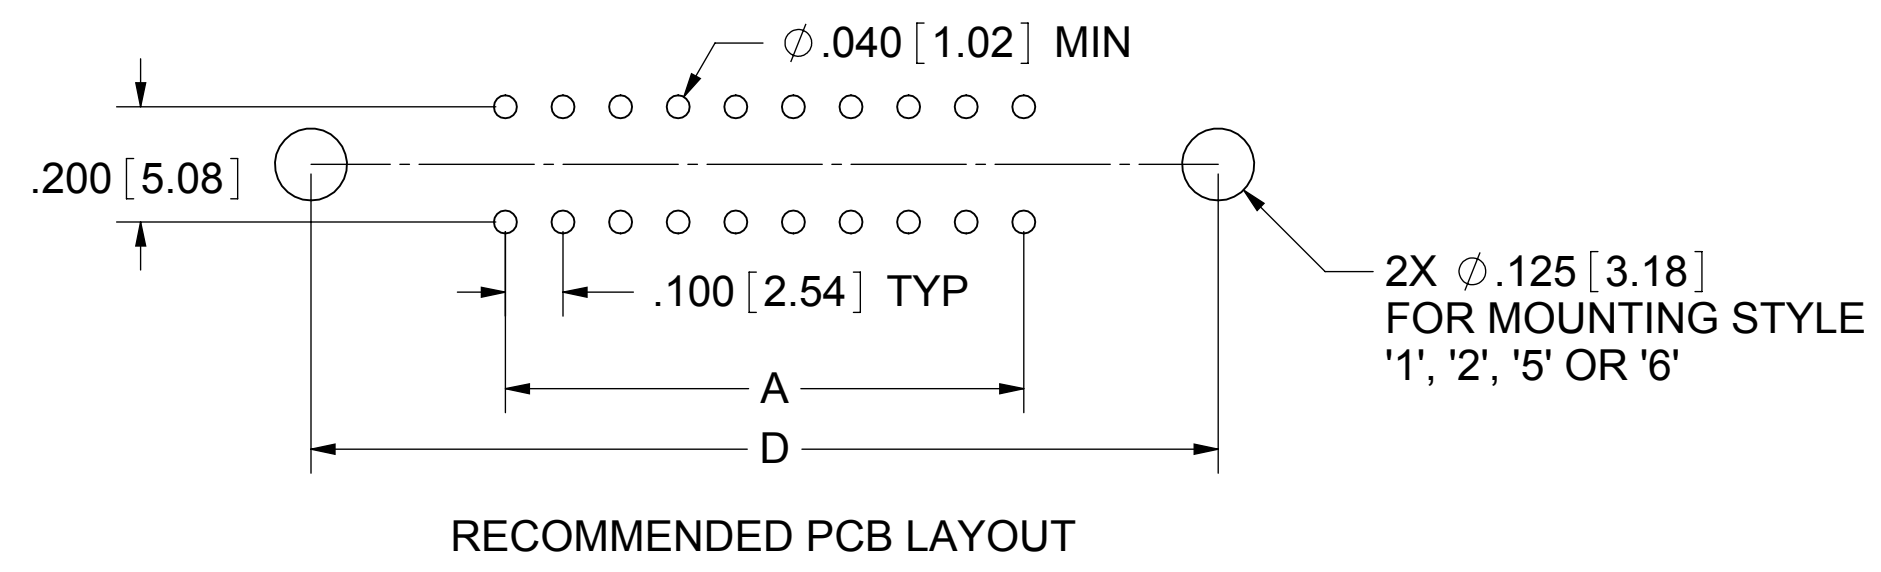 ⌀.040 [1.02] MIN
.200 [5.08]
.100 [2.54] TYP
2X ⌀.125 [3.18]
FOR MOUNTING STYLE
'1', '2', '5' OR '6'
A
D
RECOMMENDED PCB LAYOUT